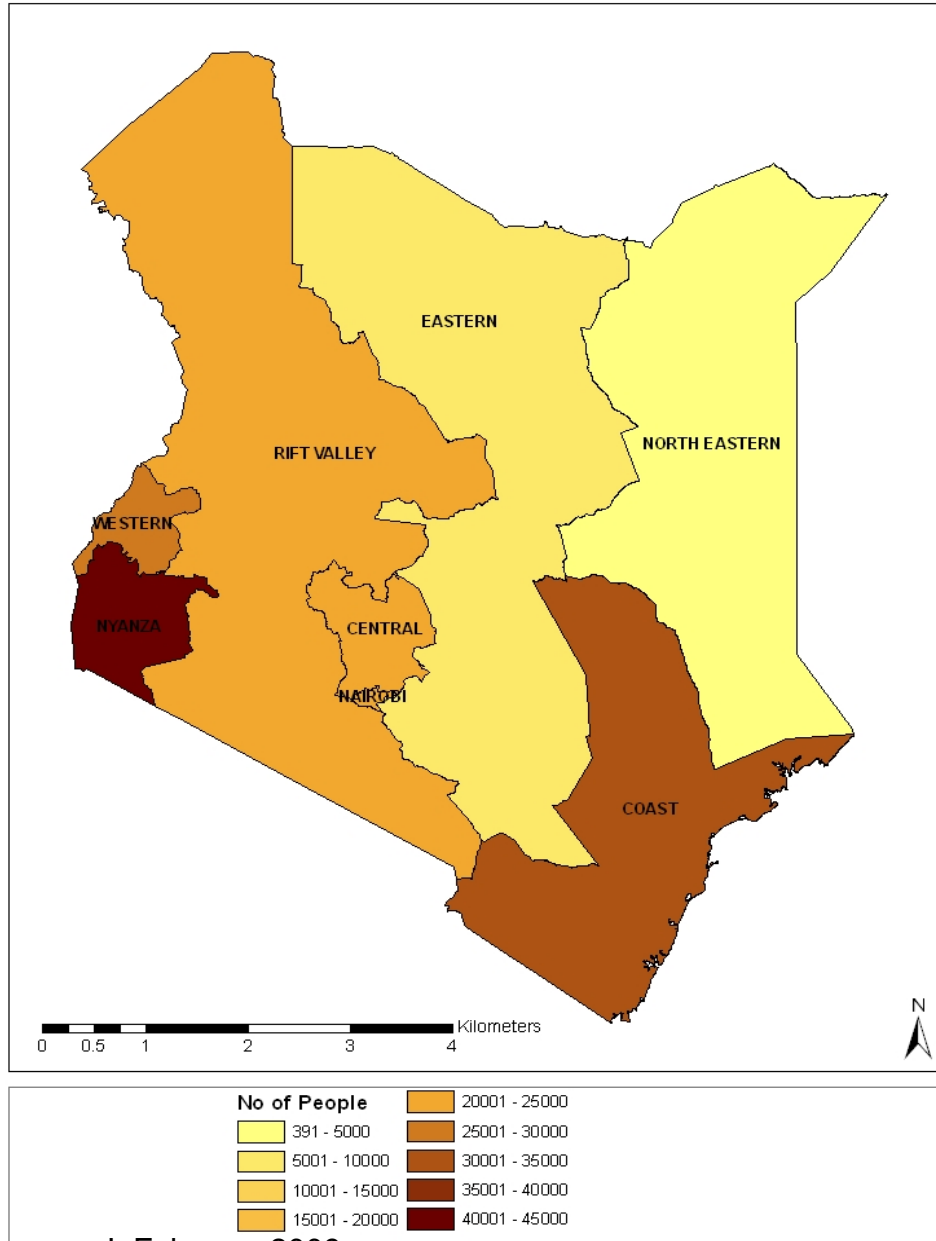 EASTERN
NORTH EASTERN
RIFT VALLEY
WESTERN
NYANZA
CENTRAL
NAIROBI
COAST
N
Kilometers
0 0.5 1 2 3 4
No of People
391 - 5000
5001 - 10000
10001 - 15000
15001 - 20000
20001 - 25000
25001 - 30000
30001 - 35000
35001 - 40000
40001 - 45000